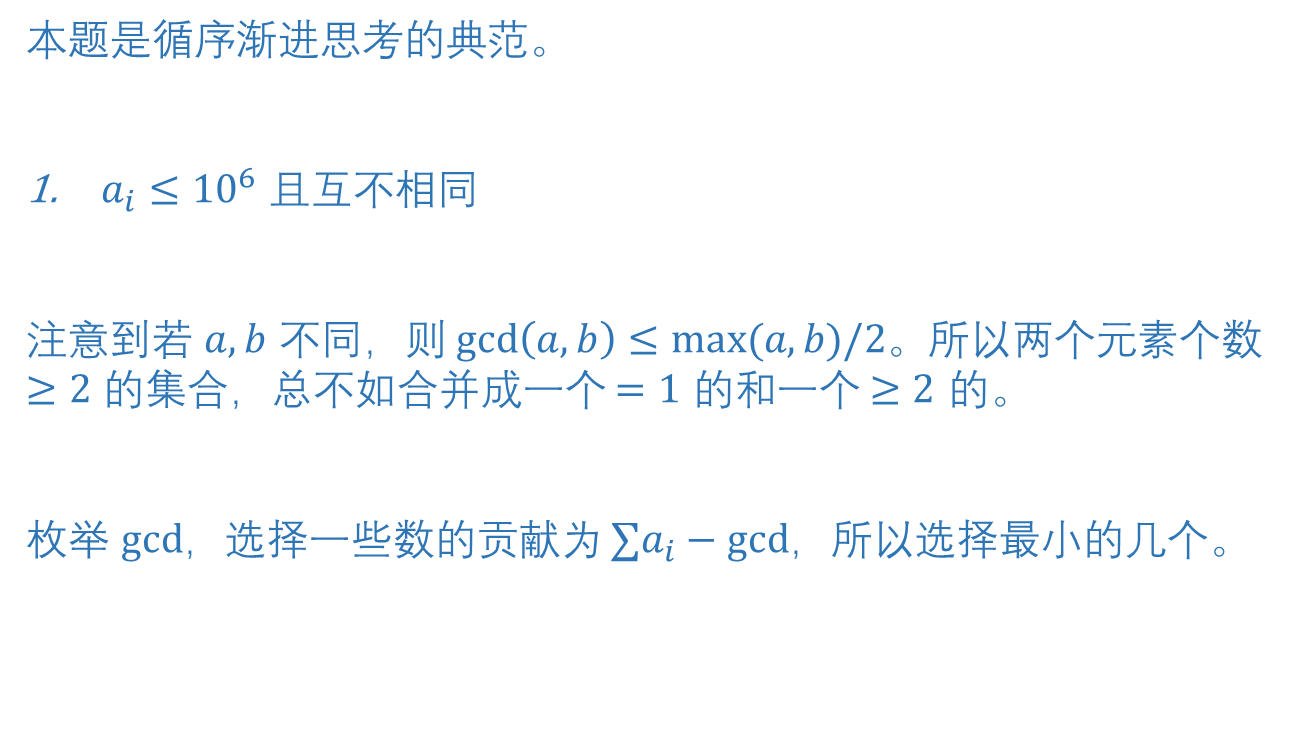 本题是循序渐进思考的典范。
1. aᵢ ≤ 10⁶ 且互不相同
注意到若 a, b 不同，则 gcd(a, b) ≤ max(a, b)/2。所以两个元素个数
≥ 2 的集合，总不如合并成一个 = 1 的和一个 ≥ 2 的。
枚举 gcd，选择一些数的贡献为 ∑aᵢ − gcd，所以选择最小的几个。